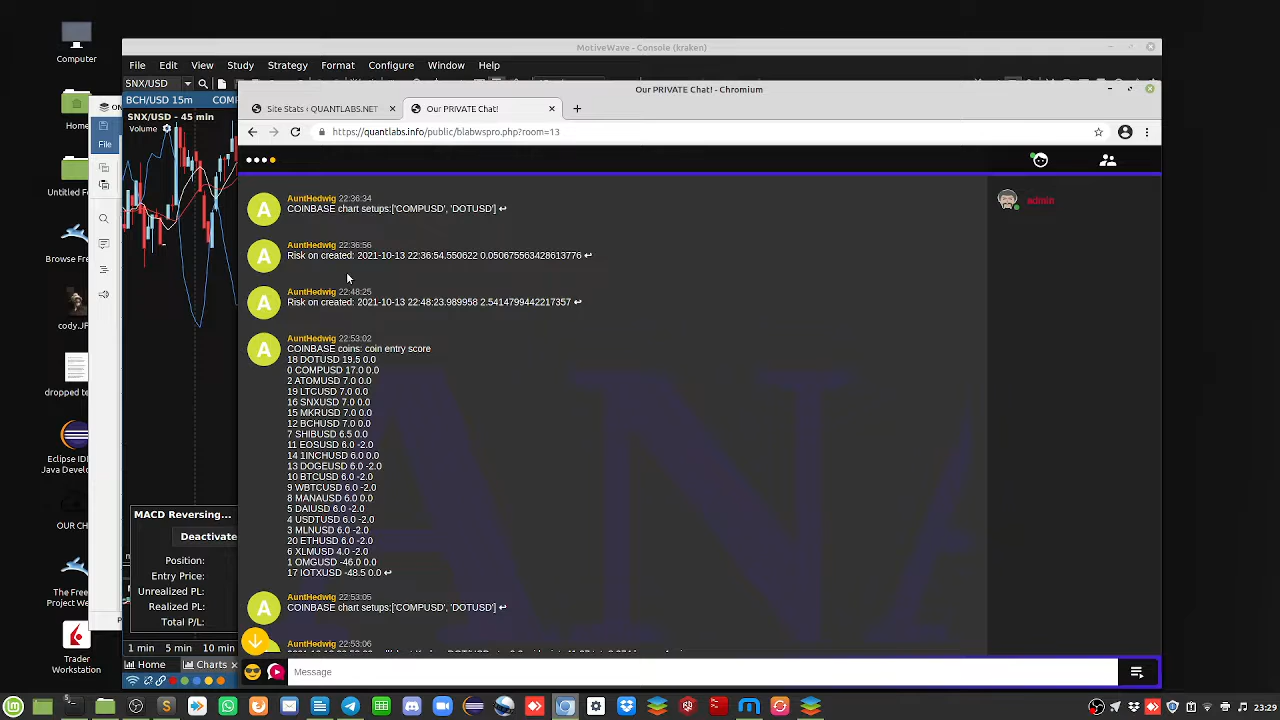 Computer
MotiveWave - Console (kraken)
File Edit View Study Strategy Format Configure Window Help
SNX/USD
Our PRIVATE Chat! - Chromium
BCH/USD 15m
COMP
Site Stats ‹ QUANTLABS.NET
Our PRIVATE Chat!
Home
SNX/USD - 45 min
Volume
https://quantlabs.info/public/blabwspro.php?room=13
File
Untitled Fo
Browse Fre
cody.JP
dropped te
Eclipse IDE
Java Develo
OUR CH
The Free
Project We
Trader
Workstation
admin
A
AuntHedwig 22:36:34
COINBASE chart setups:['COMPUSD', 'DOTUSD'] ↩
A
AuntHedwig 22:36:56
Risk on created: 2021-10-13 22:36:54.550622 0.050675563428613776 ↩
A
AuntHedwig 22:48:25
Risk on created: 2021-10-13 22:48:23.989958 2.5414799442217357 ↩
A
AuntHedwig 22:53:02
COINBASE coins: coin entry score
18 DOTUSD 19.5 0.0
0 COMPUSD 17.0 0.0
2 ATOMUSD 7.0 0.0
19 LTCUSD 7.0 0.0
16 SNXUSD 7.0 0.0
15 MKRUSD 7.0 0.0
12 BCHUSD 7.0 0.0
7 SHIBUSD 6.5 0.0
11 EOSUSD 6.0 -2.0
14 1INCHUSD 6.0 0.0
13 DOGEUSD 6.0 -2.0
10 BTCUSD 6.0 -2.0
9 WBTCUSD 6.0 -2.0
8 MANAUSD 6.0 0.0
5 DAIUSD 6.0 -2.0
4 USDTUSD 6.0 -2.0
3 MLNUSD 6.0 -2.0
20 ETHUSD 6.0 -2.0
6 XLMUSD 4.0 -2.0
1 OMGUSD -46.0 0.0
17 IOTXUSD -48.5 0.0 ↩
A
AuntHedwig 22:53:05
COINBASE chart setups:['COMPUSD', 'DOTUSD'] ↩
AuntHedwig 22:53:06
MACD Reversing...
Deactivate
Position:
Entry Price:
Unrealized PL:
Realized PL:
Total P/L:
1 min 5 min 10 min
Home Charts
Message
ANA